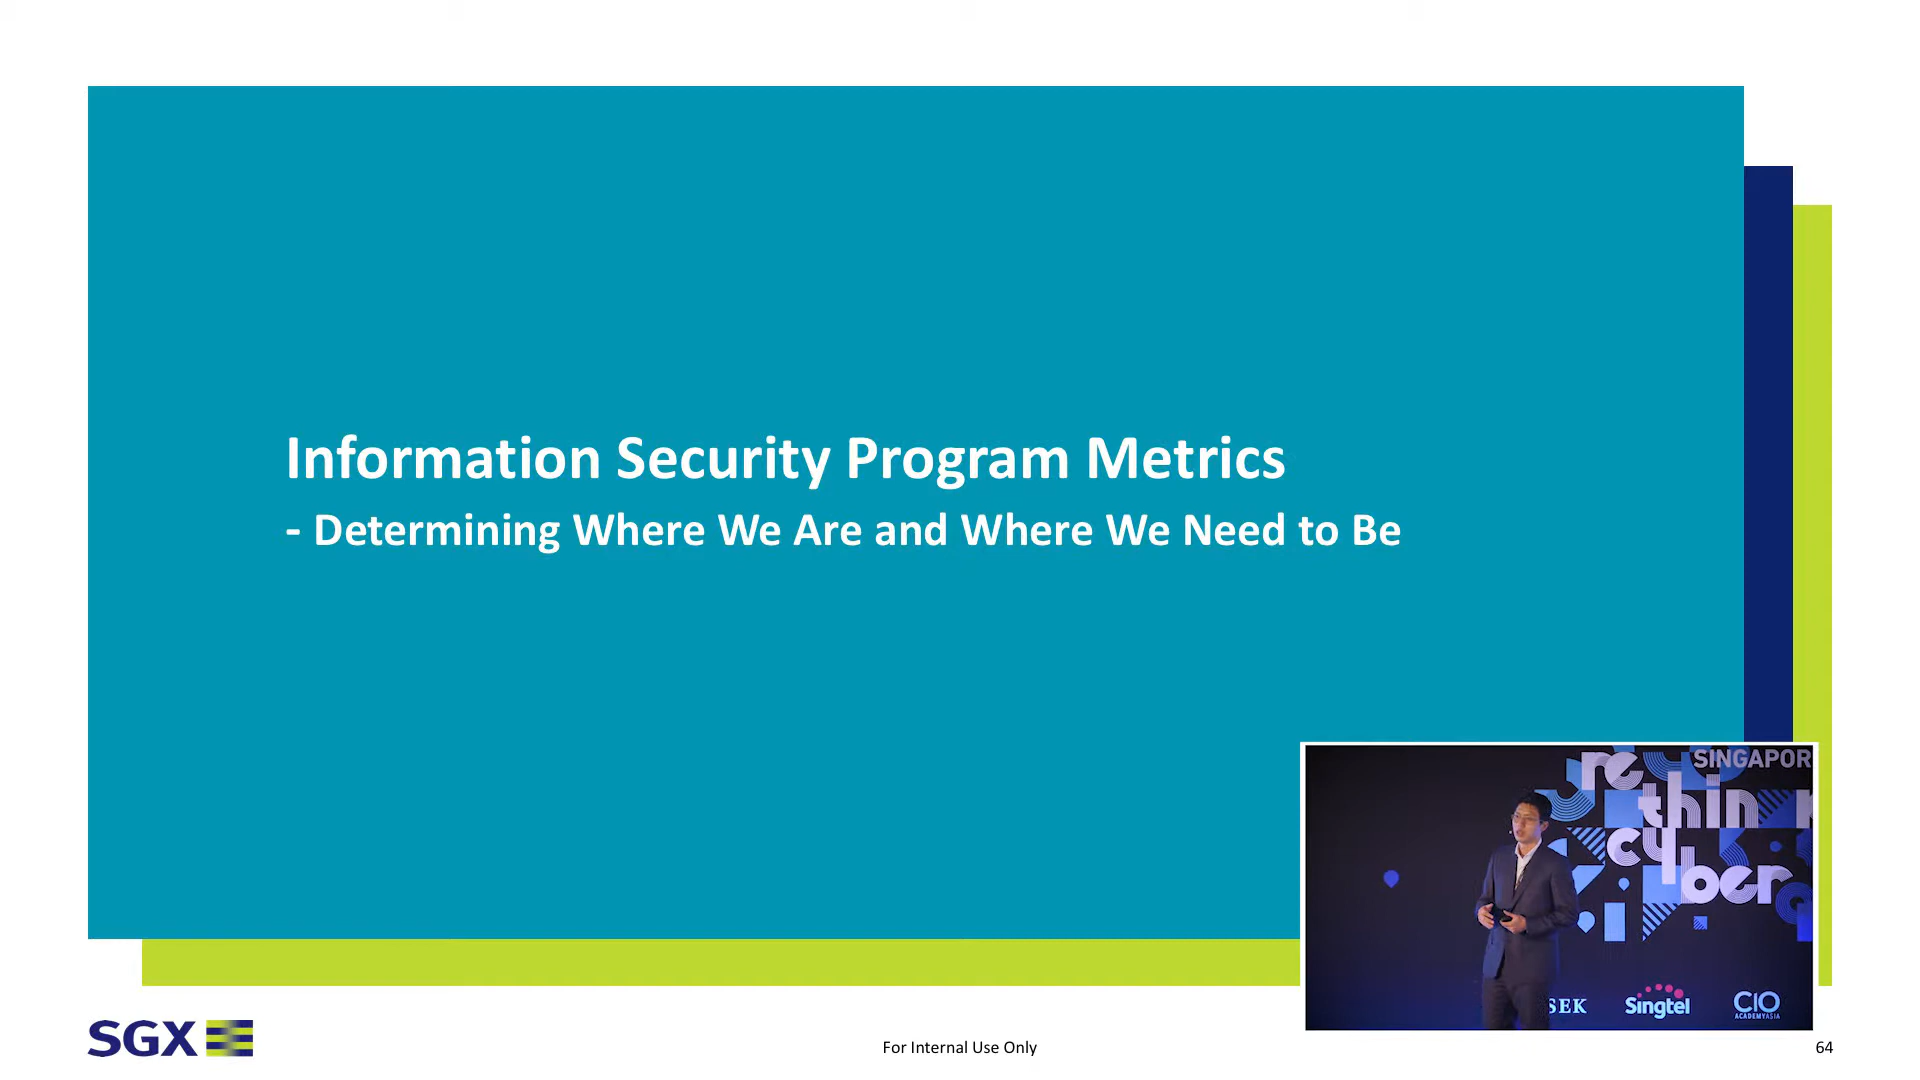 Information Security Program Metrics
- Determining Where We Are and Where We Need to Be
SINGAPOR
re
thin
cy
ber
SEK
Singtel
CIO
ACADEMYASIA
SGX
For Internal Use Only
64